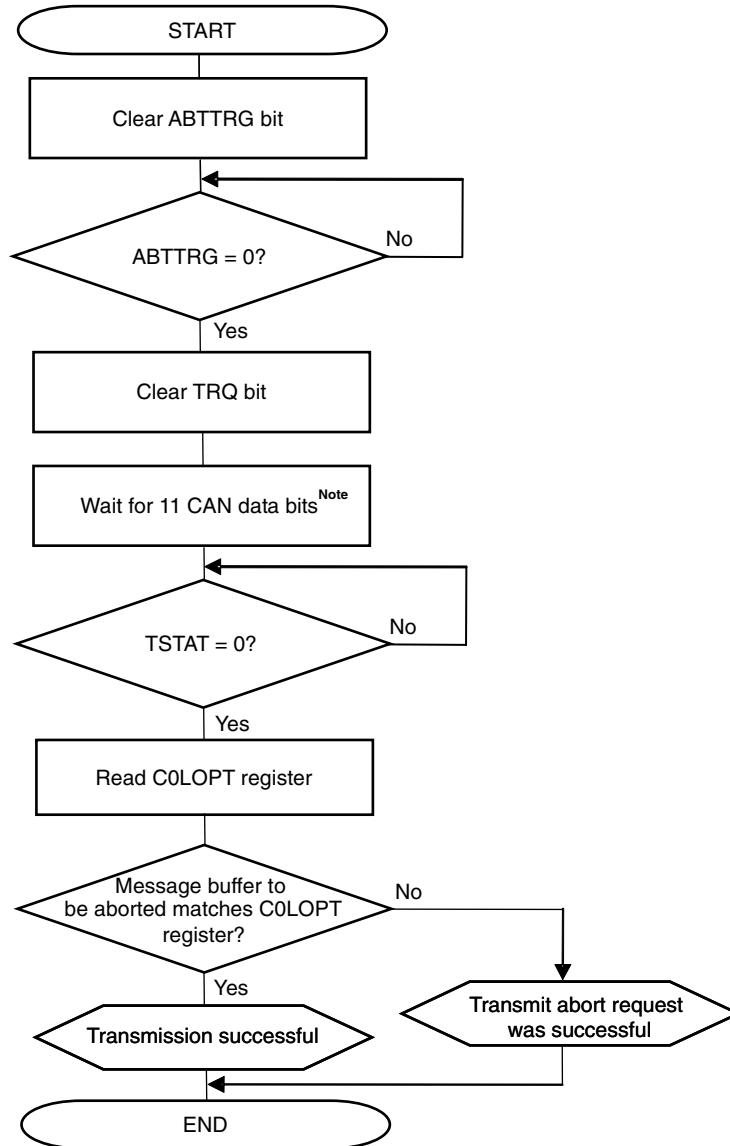 START
Clear ABTTRG bit
ABTTRG = 0?
No
Yes
Clear TRQ bit
Wait for 11 CAN data bitsNote
TSTAT = 0?
No
Yes
Read C0LOPT register
Message buffer to
be aborted matches C0LOPT
register?
No
Yes
Transmission successful
Transmit abort request
was successful
END